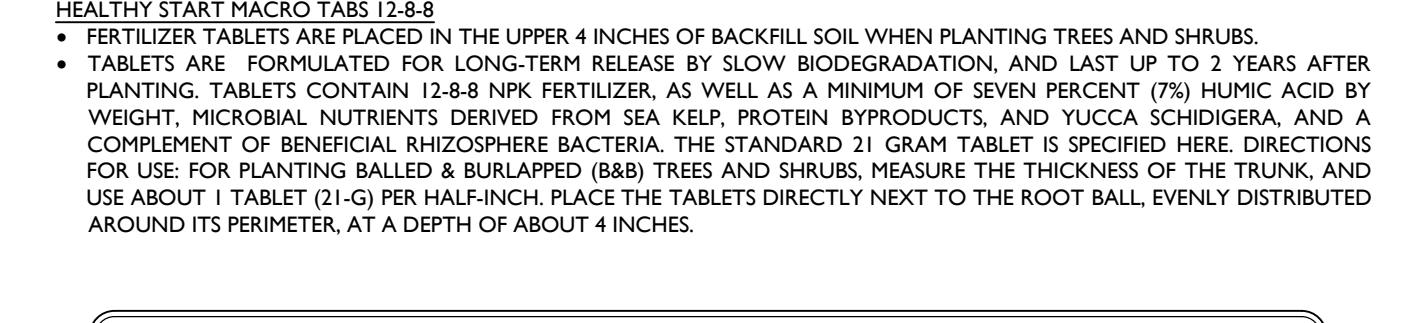 HEALTHY START MACRO TABS 12-8-8
• FERTILIZER TABLETS ARE PLACED IN THE UPPER 4 INCHES OF BACKFILL SOIL WHEN PLANTING TREES AND SHRUBS.
• TABLETS ARE FORMULATED FOR LONG-TERM RELEASE BY SLOW BIODEGRADATION, AND LAST UP TO 2 YEARS AFTER
PLANTING. TABLETS CONTAIN 12-8-8 NPK FERTILIZER, AS WELL AS A MINIMUM OF SEVEN PERCENT (7%) HUMIC ACID BY
WEIGHT, MICROBIAL NUTRIENTS DERIVED FROM SEA KELP, PROTEIN BYPRODUCTS, AND YUCCA SCHIDIGERA, AND A
COMPLEMENT OF BENEFICIAL RHIZOSPHERE BACTERIA. THE STANDARD 21 GRAM TABLET IS SPECIFIED HERE. DIRECTIONS
FOR USE: FOR PLANTING BALLED & BURLAPPED (B&B) TREES AND SHRUBS, MEASURE THE THICKNESS OF THE TRUNK, AND
USE ABOUT 1 TABLET (21-G) PER HALF-INCH. PLACE THE TABLETS DIRECTLY NEXT TO THE ROOT BALL, EVENLY DISTRIBUTED
AROUND ITS PERIMETER, AT A DEPTH OF ABOUT 4 INCHES.